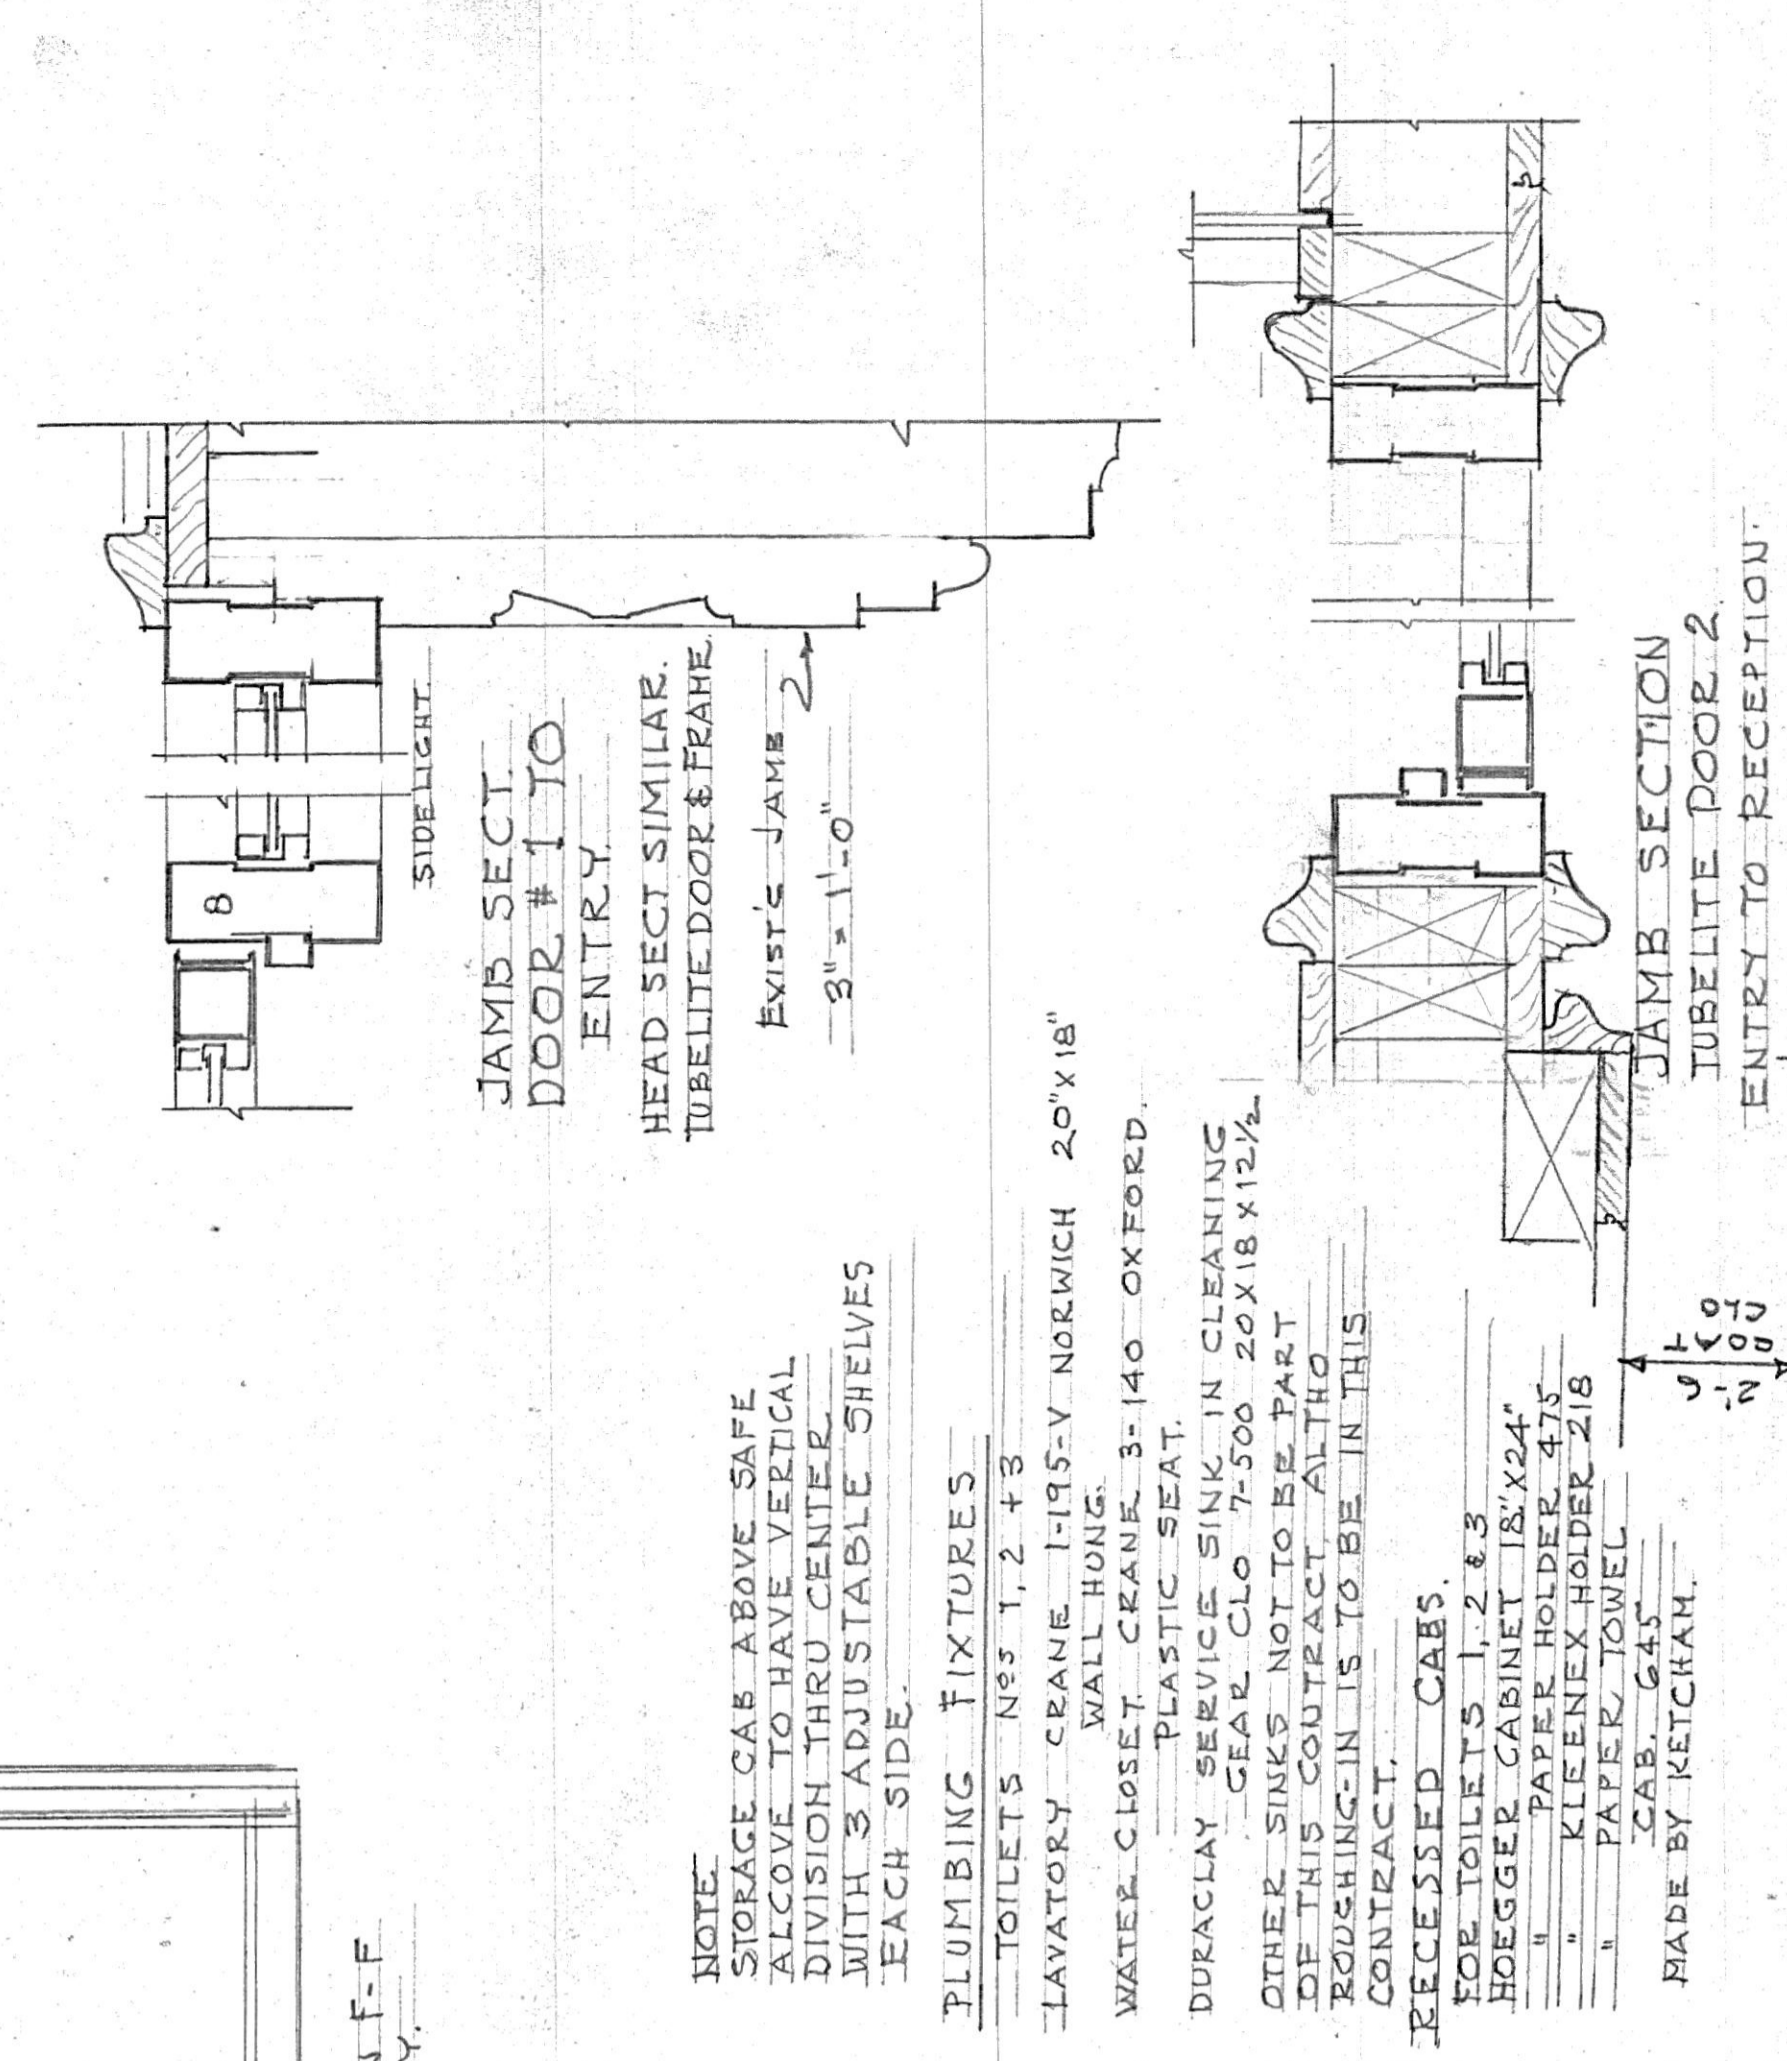 B
SIDELIGHT
JAMB SECT.
DOOR #1 TO
ENTRY.
HEAD SECT SIMILAR.
TUBELITE DOOR & FRAME
EXIST'G JAMB
3" = 1'-0"
NOTE
STORAGE CAB ABOVE SAFE
ALCOVE TO HAVE VERTICAL
DIVISION THRU CENTER
WITH 3 ADJUSTABLE SHELVES
EACH SIDE.
PLUMBING FIXTURES
TOILETS NOS 1, 2 + 3
LAVATORY CRANE 1-195-V NORWICH 20" X 18"
WALL HUNG.
WATER CLOSET. CRANE 3-140 OXFORD.
PLASTIC SEAT.
DURACLAY SERVICE SINK IN CLEANING
GEAR CLO 7-500 20X18X12½
OTHER SINKS NOT TO BE PART
OF THIS CONTRACT ALTHO
ROUGHING-IN IS TO BE IN THIS
CONTRACT.
RECESSED CABS.
FOR TOILETS 1, 2 & 3
HOEGGER CABINET 18" X 24"
" PAPER HOLDER 475
" KLEENEX HOLDER 218
" PAPER TOWEL
CAB. 645
MADE BY KETCHAM.
JAMB SECTION
TUBELITE DOOR 2.
ENTRY TO RECEPTION.
F-F